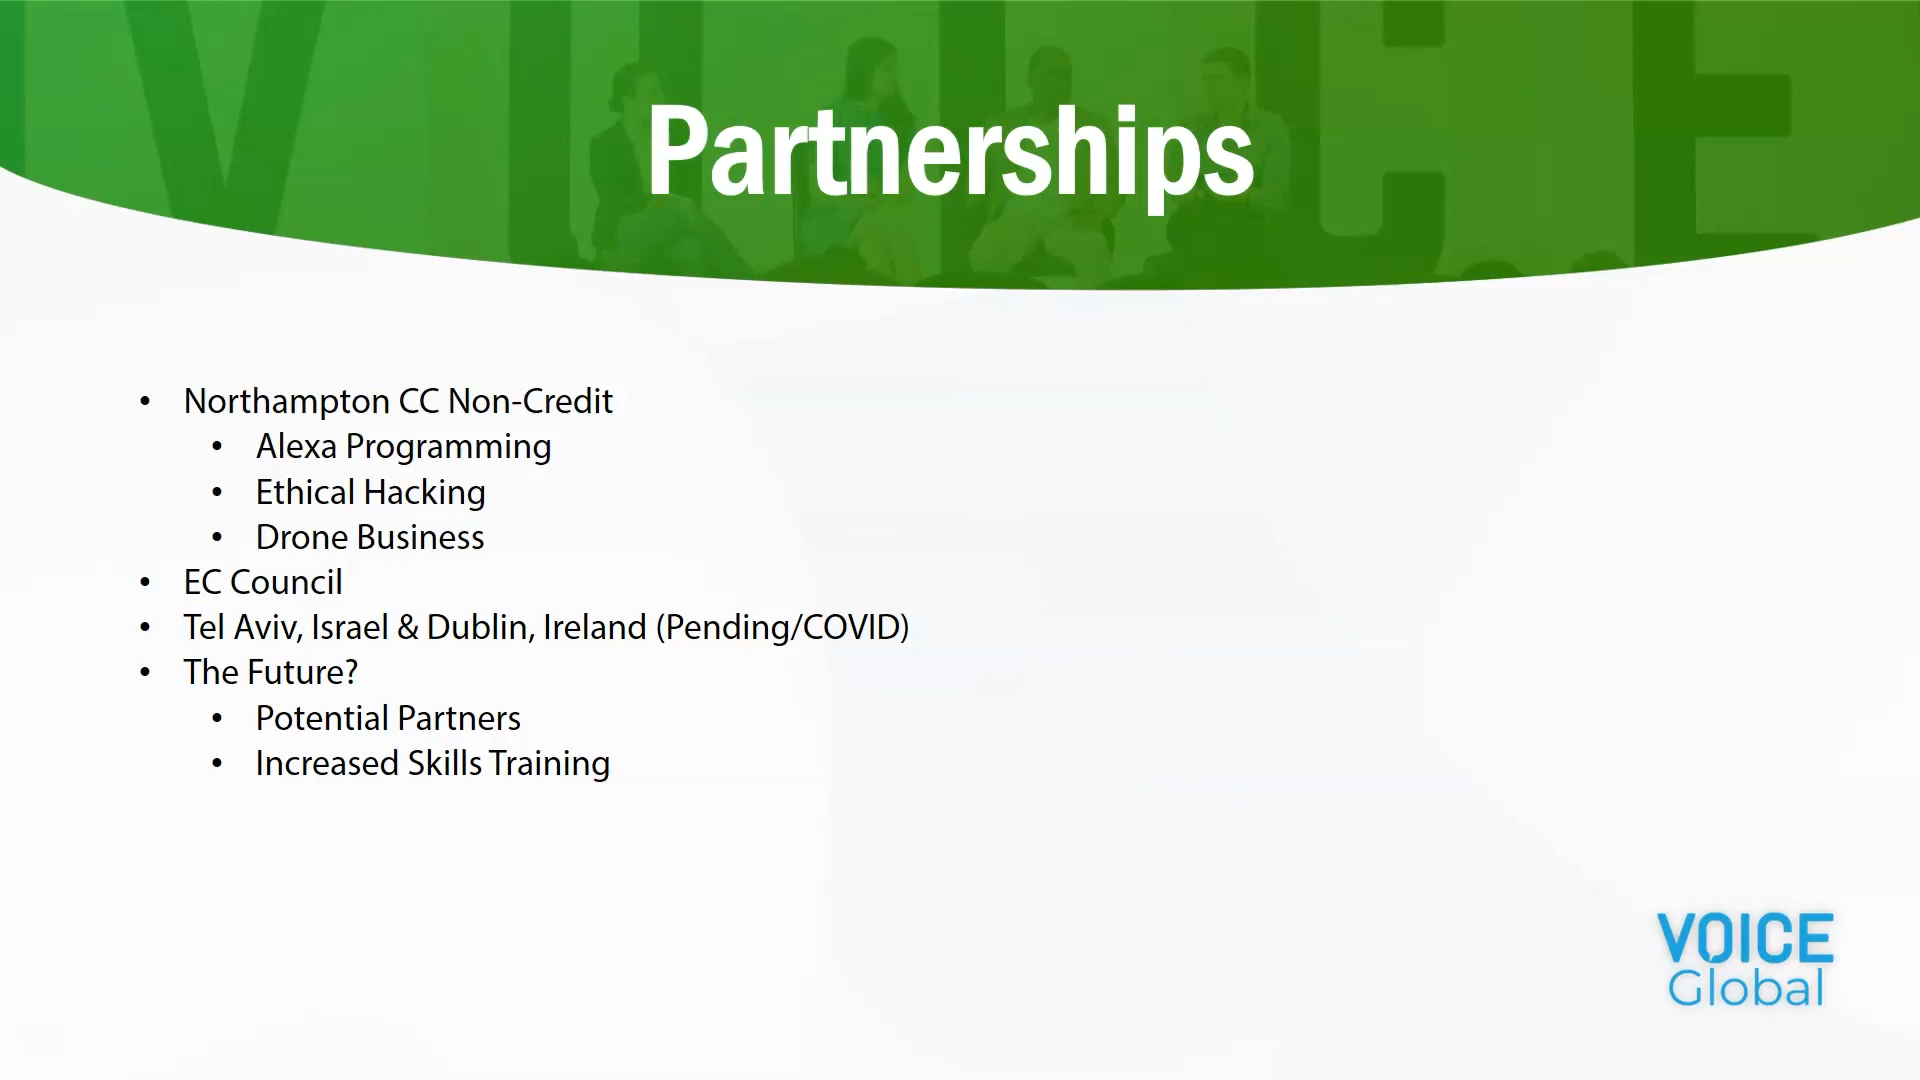 VOICE
Partnerships
• Northampton CC Non-Credit
• Alexa Programming
• Ethical Hacking
• Drone Business
• EC Council
• Tel Aviv, Israel & Dublin, Ireland (Pending/COVID)
• The Future?
• Potential Partners
• Increased Skills Training
VOICE
Global